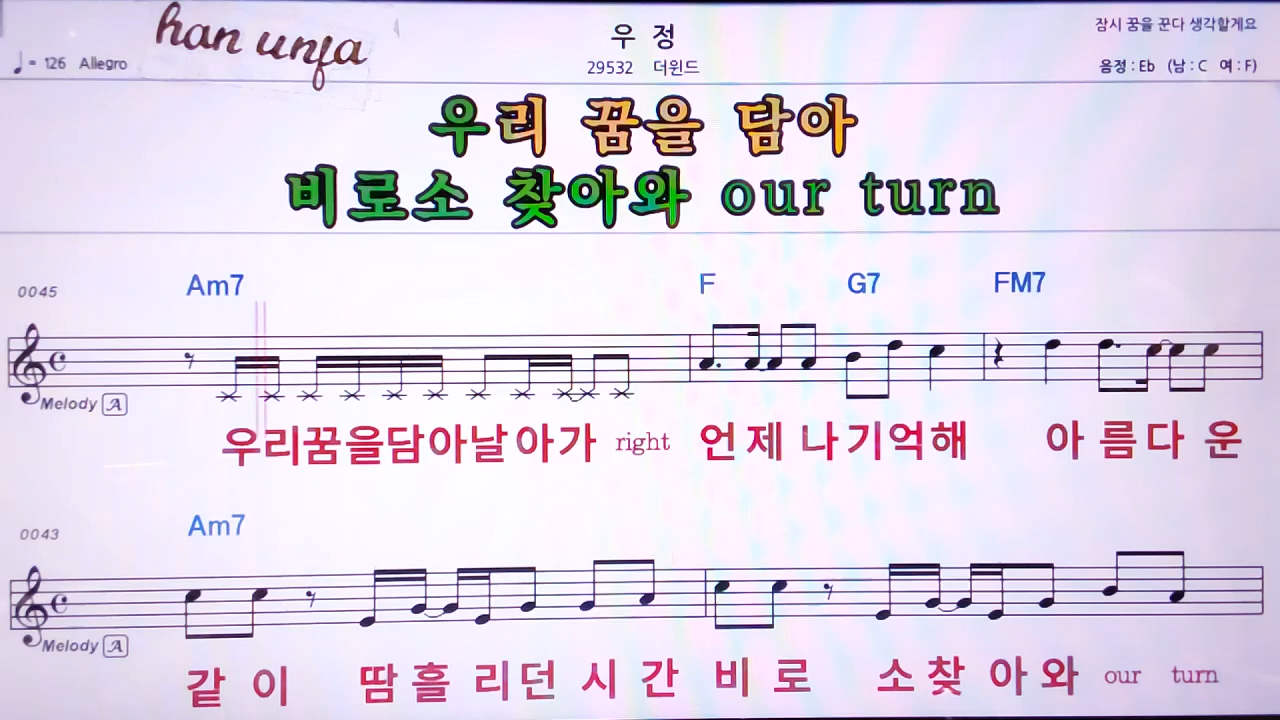 han unfa
우 정
잠시 꿈을 꾼다 생각할게요
♩= 126 Allegro
29532 더윈드
음정 : Eb (남 : C 여 : F)
우리 꿈을 담아
비로소 찾아와 our turn
0045 Am7 F G7 FM7
Melody A
우리꿈을담아날아가 right 언제나기억해 아름다운
0043 Am7
Melody A
같이 땀흘리던시간 비로 소찾아와 our turn